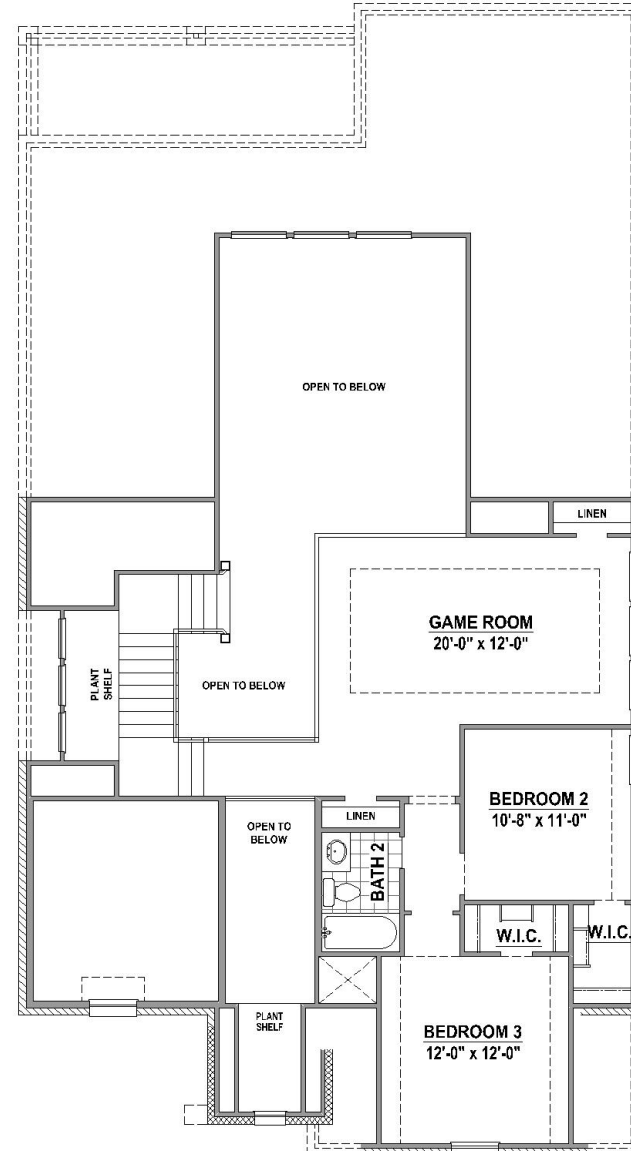 OPEN TO BELOW
LINEN
GAME ROOM
20'-0" x 12'-0"
PLANT
SHELF
OPEN TO BELOW
BEDROOM 2
10'-8" x 11'-0"
OPEN TO
BELOW
LINEN
BATH 2
W.I.C.
W.I.C.
PLANT
SHELF
BEDROOM 3
12'-0" x 12'-0"